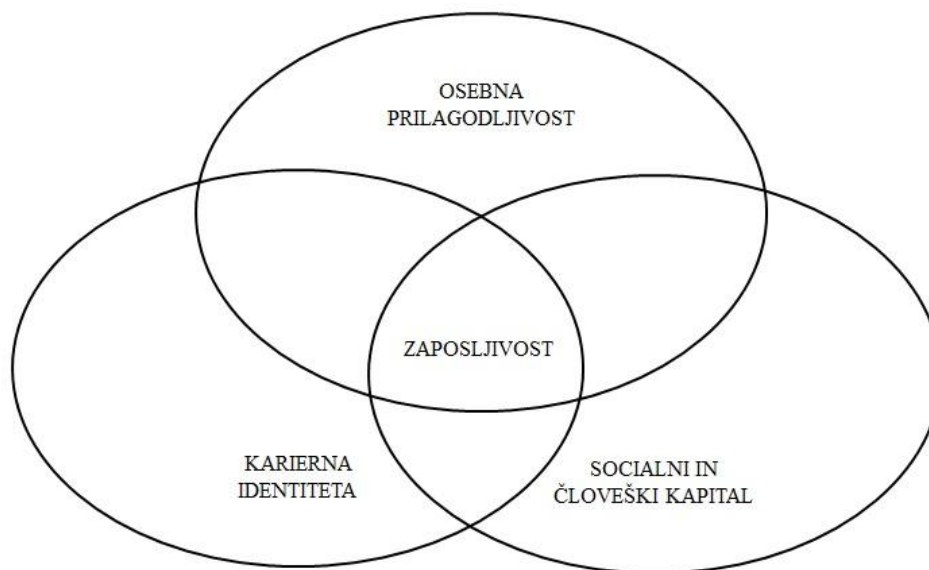 OSEBNA
PRILAGODLJIVOST
ZAPOSLJIVOST
KARIERNA
IDENTITETA
SOCIALNI IN
ČLOVEŠKI KAPITAL